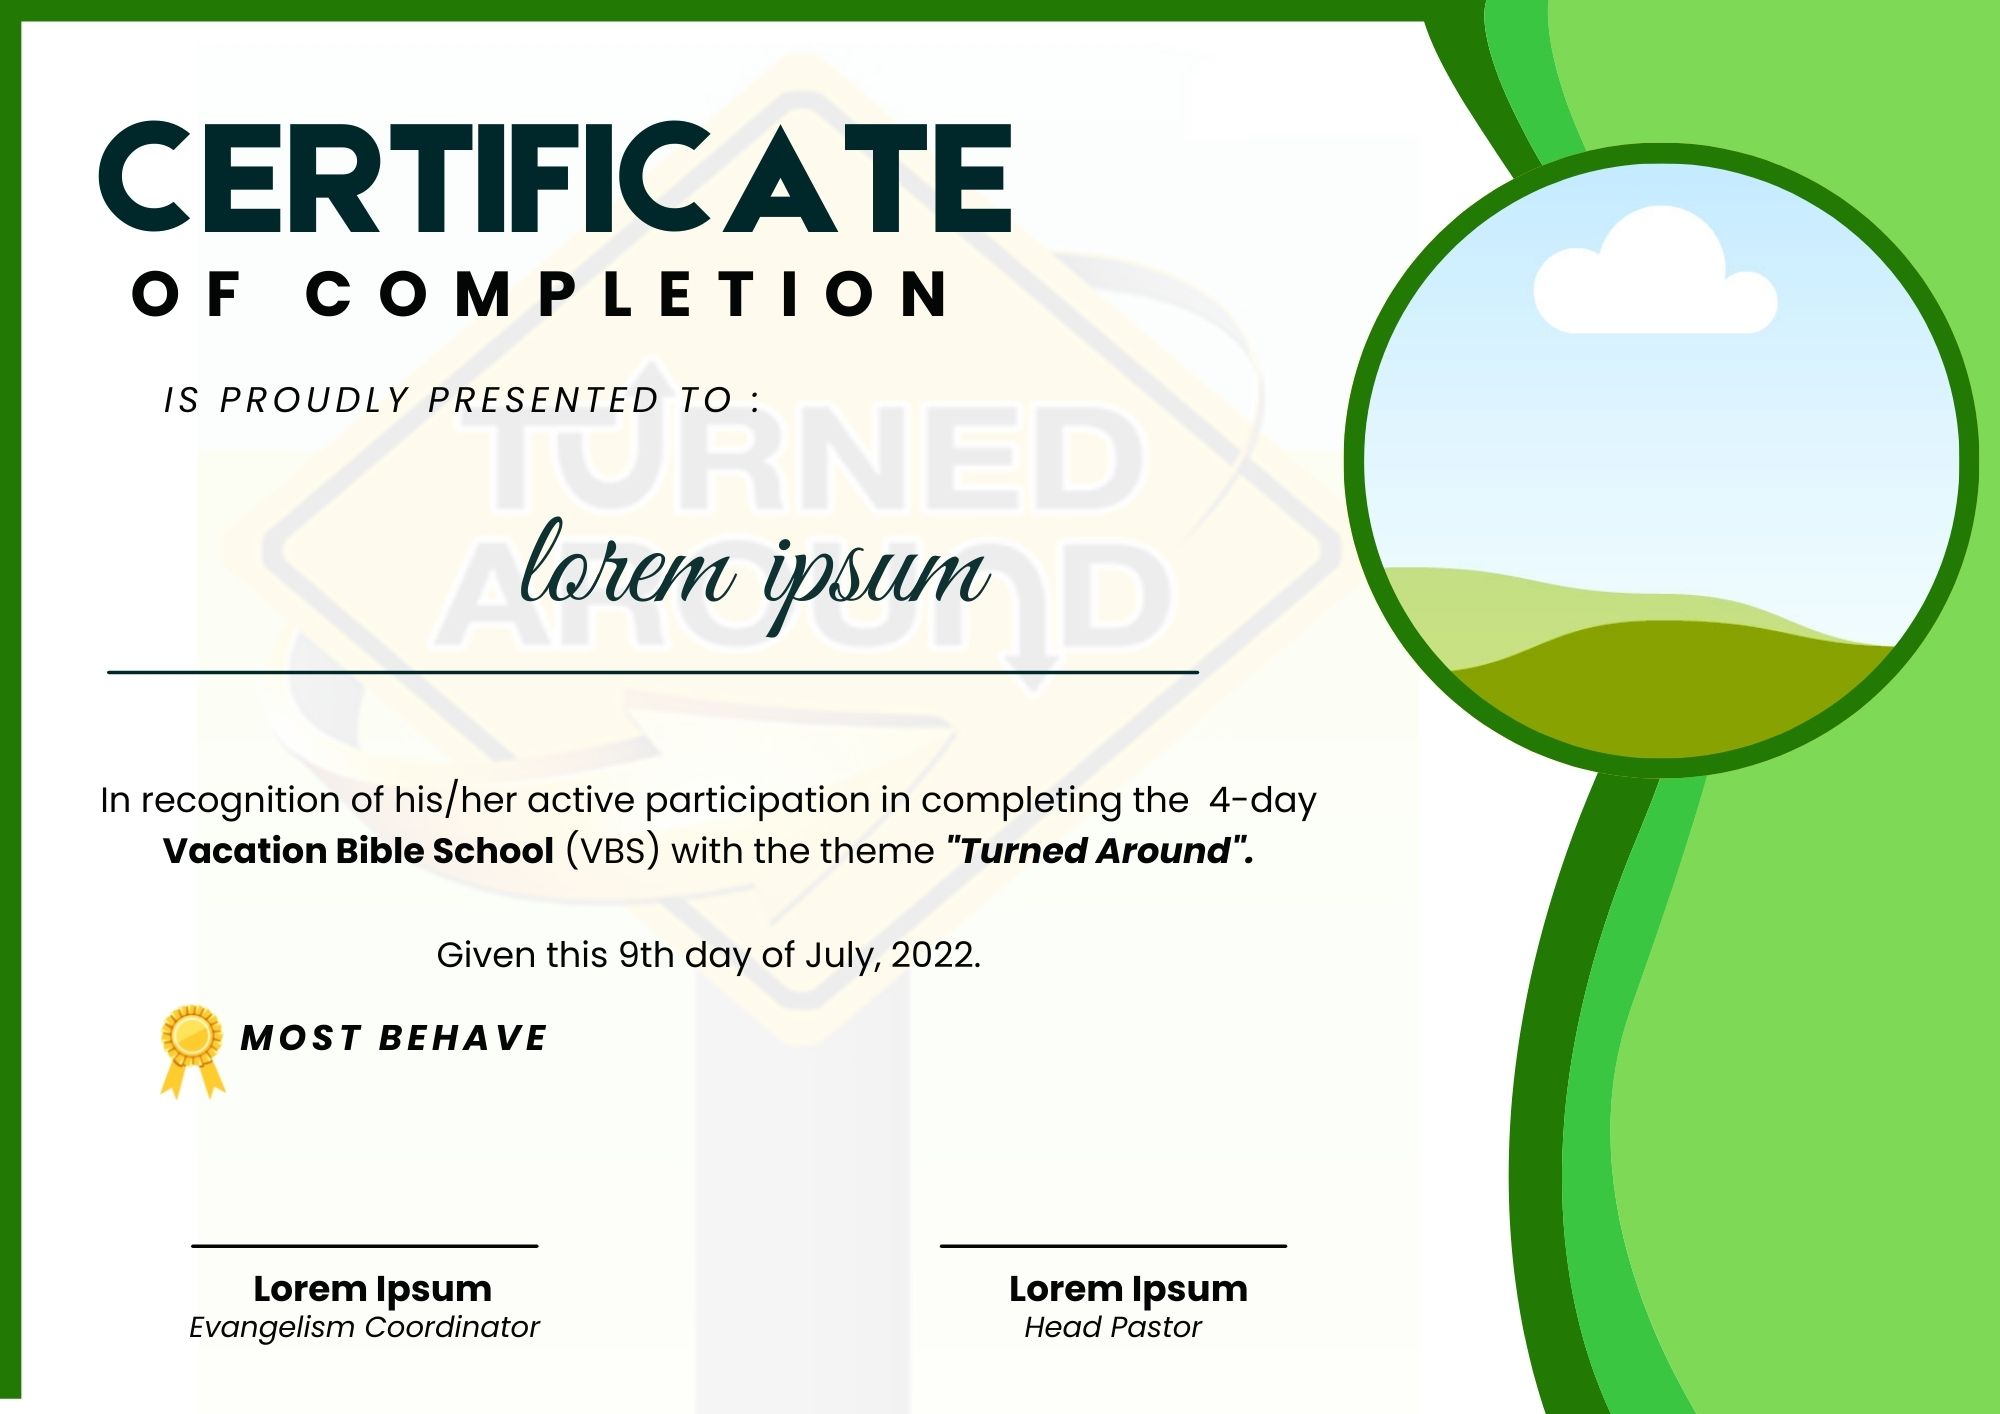 CERTIFICATE
OF COMPLETION
IS PROUDLY PRESENTED TO :
TURNED
AROUND
lorem ipsum
In recognition of his/her active participation in completing the 4-day
Vacation Bible School (VBS) with the theme "Turned Around".
Given this 9th day of July, 2022.
MOST BEHAVE
Lorem Ipsum
Evangelism Coordinator
Lorem Ipsum
Head Pastor